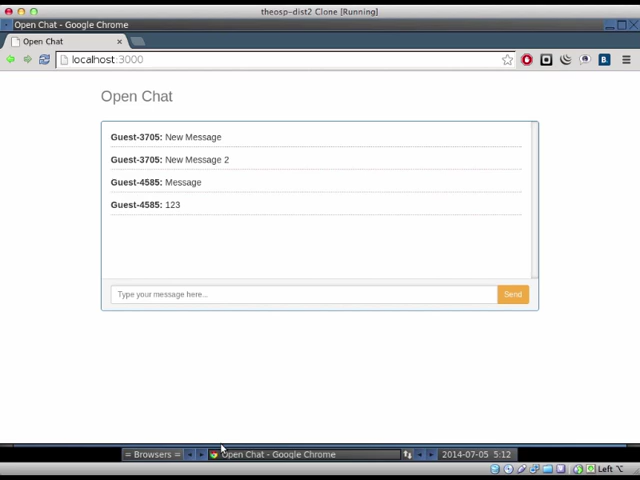 theosp-dist2 Clone [Running]
Open Chat - Google Chrome
Open Chat
localhost:3000
Open Chat
Guest-3705: New Message
Guest-3705: New Message 2
Guest-4585: Message
Guest-4585: 123
Type your message here...
Send
= Browsers =
Open Chat - Google Chrome
2014-07-05 5:12
Left ⌥